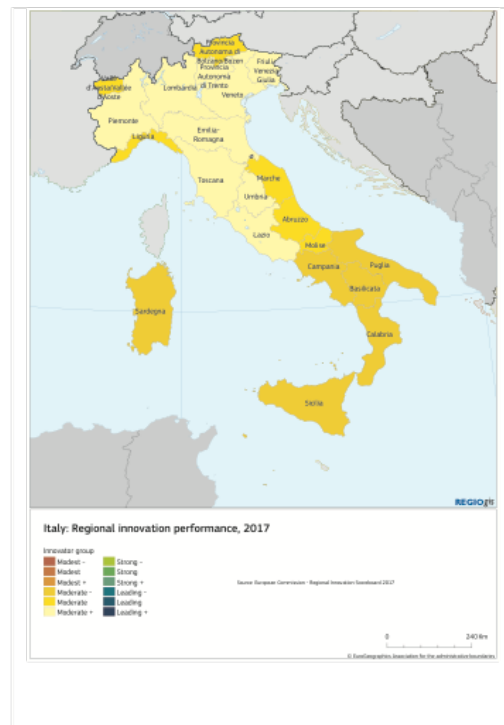 Provincia
Autonoma di
Bolzano/Bozen
Provincia
Autonoma
di Trento
Friuli
Venezia
Giulia
Valle
d'Aosta/Vallée
d'Aoste
Lombardia
Veneto
Piemonte
Liguria
Emilia-
Romagna
Toscana
Marche
Umbria
Lazio
Abruzzo
Molise
Campania
Puglia
Basilicata
Sardegna
Calabria
Sicilia
REGIOgis
Italy: Regional innovation performance, 2017
Innovator group
Modest -
Modest
Modest +
Moderate -
Moderate
Moderate +
Strong -
Strong
Strong +
Leading -
Leading
Leading +
Source: European Commission - Regional Innovation Scoreboard 2017
0 240 Km
© EuroGeographics Association for the administrative boundaries